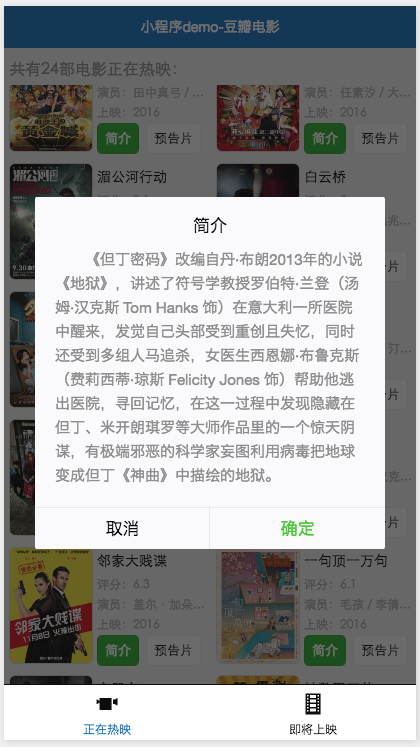 小程序demo-豆瓣电影
共有24部电影正在热映:
演员：田中真弓 / ...
上映：2016
简介 预告片
演员：任素汐 / 大...
上映：2016
简介 预告片
湄公河行动
白云桥
简介
《但丁密码》改编自丹·布朗2013年的小说
《地狱》，讲述了符号学教授罗伯特·兰登（汤
姆·汉克斯 Tom Hanks 饰）在意大利一所医院
中醒来，发觉自己头部受到重创且失忆，同时
还受到多组人马追杀，女医生西恩娜·布鲁克斯
（费莉西蒂·琼斯 Felicity Jones 饰）帮助他逃
出医院，寻回记忆，在这一过程中发现隐藏在
但丁、米开朗琪罗等大师作品里的一个惊天阴
谋，有极端邪恶的科学家妄图利用病毒把地球
变成但丁《神曲》中描绘的地狱。
取消 确定
邻家大贱谍
评分：6.3
演员：盖尔·加朵...
上映：2016
简介 预告片
邻家大贱谍
11月8日
一句顶一万句
评分：6.1
演员：毛孩 / 李倩...
上映：2016
简介 预告片
正在热映
即将上映